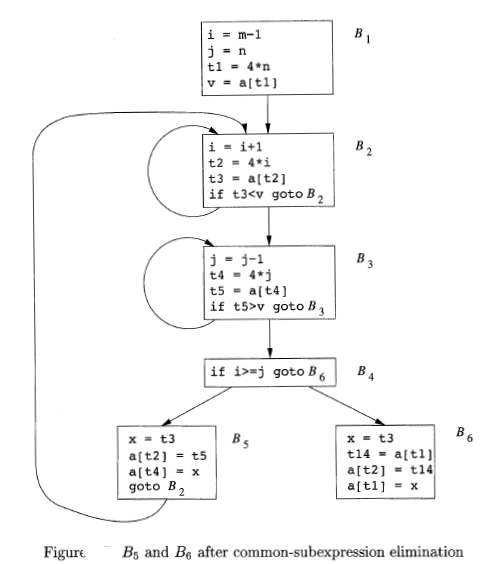 i = m-1
j = n
t1 = 4*n
v = a[t1]
B1
i = i+1
t2 = 4*i
t3 = a[t2]
if t3<v goto B2
B2
j = j-1
t4 = 4*j
t5 = a[t4]
if t5>v goto B3
B3
if i>=j goto B6
B4
x = t3
a[t2] = t5
a[t4] = x
goto B2
B5
x = t3
t14 = a[t1]
a[t2] = t14
a[t1] = x
B6
Figure B5 and B6 after common-subexpression elimination